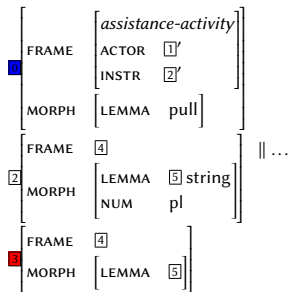 assistance-activity
FRAME ACTOR 1′
INSTR 2′
0
MORPH LEMMA pull
FRAME 4
2 LEMMA 5 string ‖ ...
MORPH NUM pl
FRAME 4
3
MORPH LEMMA 5